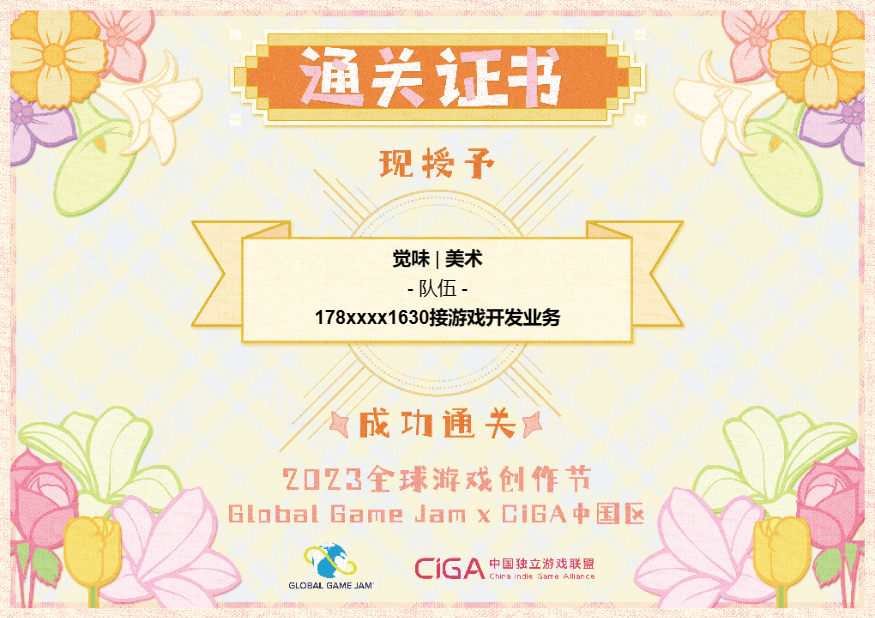 通关证书
现授予
觉味 | 美术
- 队伍 -
178xxxx1630接游戏开发业务
成功通关
2023全球游戏创作节
Global Game Jam x CiGA中国区
GLOBAL GAME JAM
CiGA 中国独立游戏联盟
China Indie Game Alliance